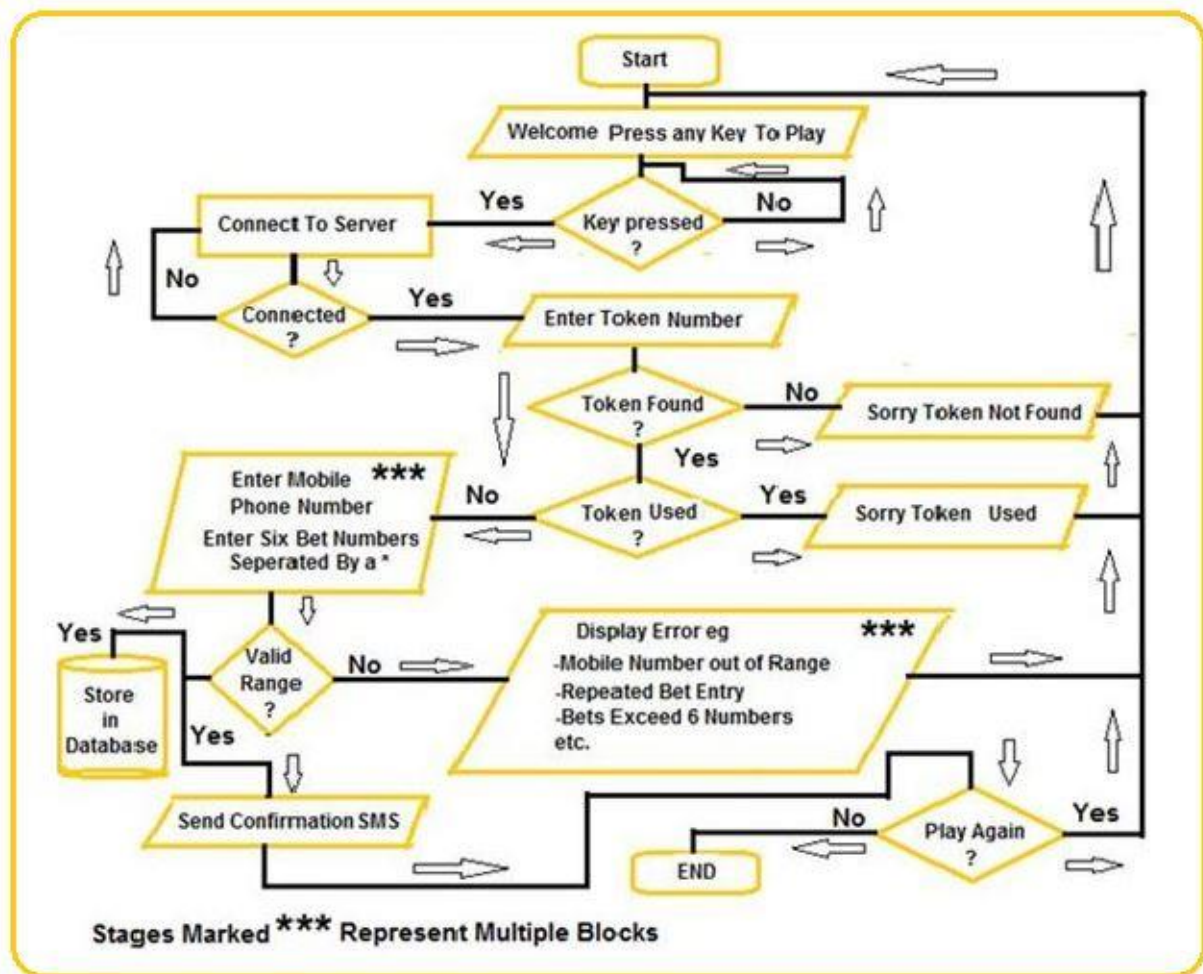 Start
Welcome Press any Key To Play
Yes
Key pressed
?
No
Connect To Server
No
Connected
?
Yes
Enter Token Number
Token Found
?
No
Sorry Token Not Found
Yes
Enter Mobile ***
Phone Number
Enter Six Bet Numbers
Seperated By a *
No
Token Used
?
Yes
Sorry Token Used
Yes
Valid
Range
?
No
Display Error eg ***
-Mobile Number out of Range
-Repeated Bet Entry
-Bets Exceed 6 Numbers
etc.
Store
in
Database
Yes
Send Confirmation SMS
No
Play Again
?
Yes
END
Stages Marked *** Represent Multiple Blocks